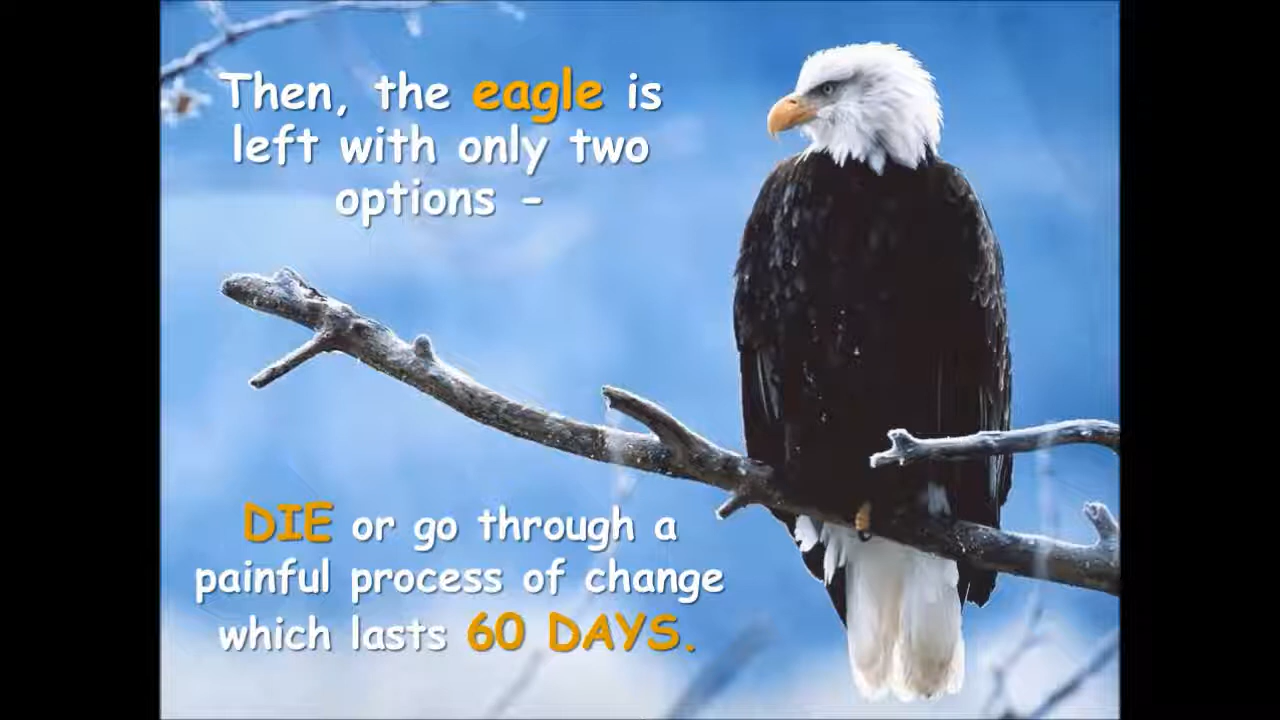 Then, the eagle is
left with only two
options -
DIE or go through a
painful process of change
which lasts 60 DAYS.